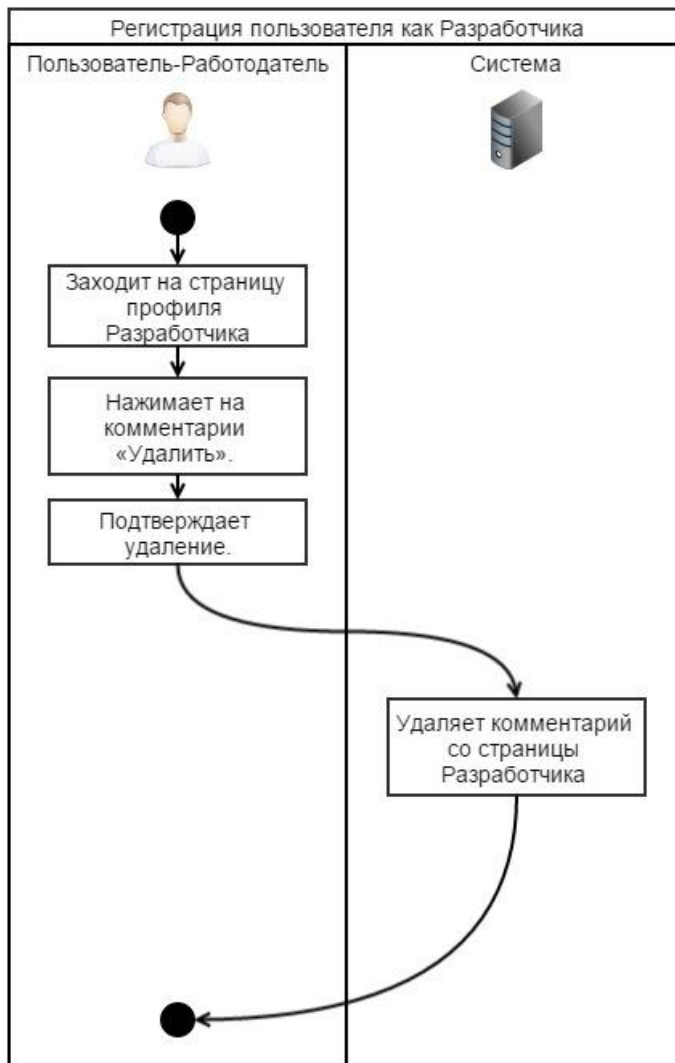 Регистрация пользователя как Разработчика
Пользователь-Работодатель
Система
Заходит на страницу
профиля
Разработчика
Нажимает на
комментарии
«Удалить».
Подтверждает
удаление.
Удаляет комментарий
со страницы
Разработчика